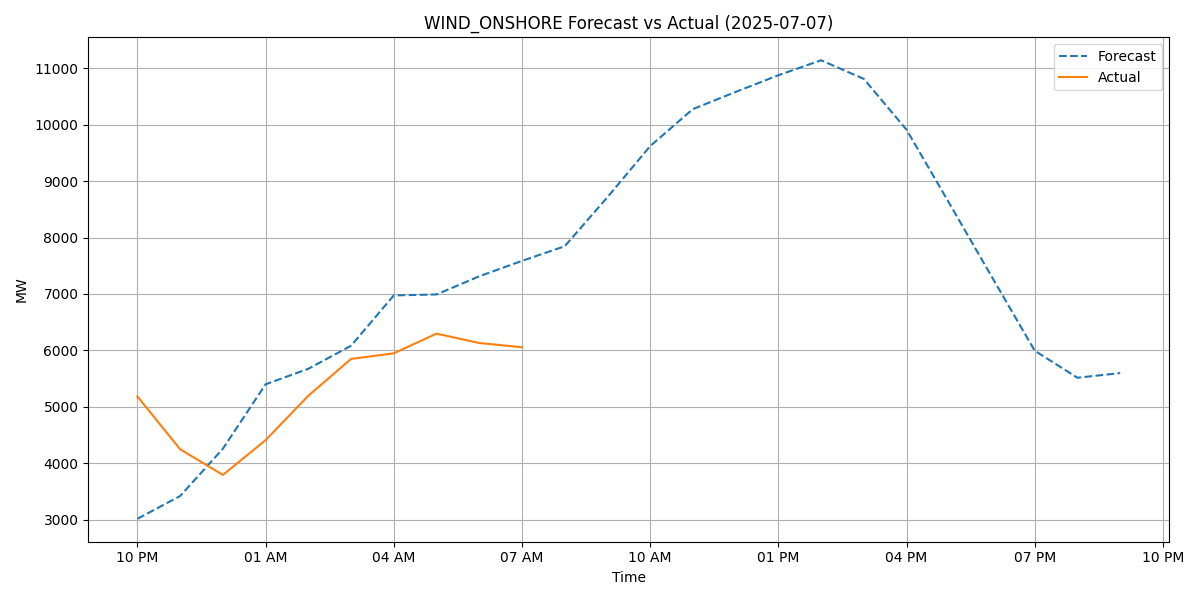 WIND_ONSHORE Forecast vs Actual (2025-07-07)
Forecast
Actual
11000
10000
9000
8000
7000
6000
5000
4000
3000
MW
10 PM 01 AM 04 AM 07 AM 10 AM 01 PM 04 PM 07 PM 10 PM
Time